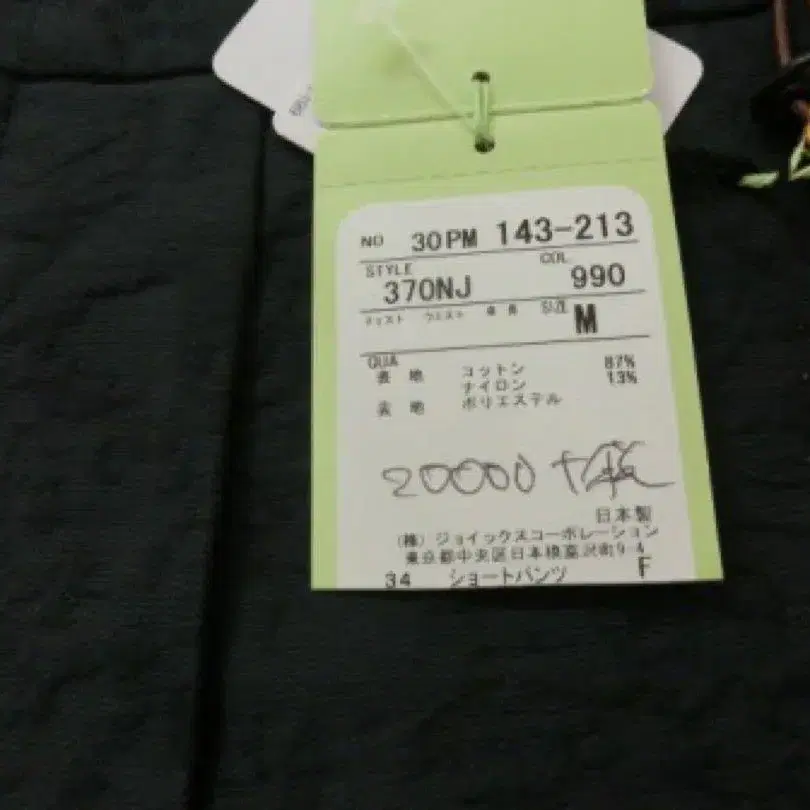 NO 30PM 143-213
STYLE COL
370NJ 990
チェスト ウエスト 身長 SIZE M
QUA
表地 コットン 87%
ナイロン 13%
裏地 ポリエステル
20000
日本製
(株) ジョイックスコーポレーション
東京都中央区日本橋富沢町9-4
34 ショートパンツ F